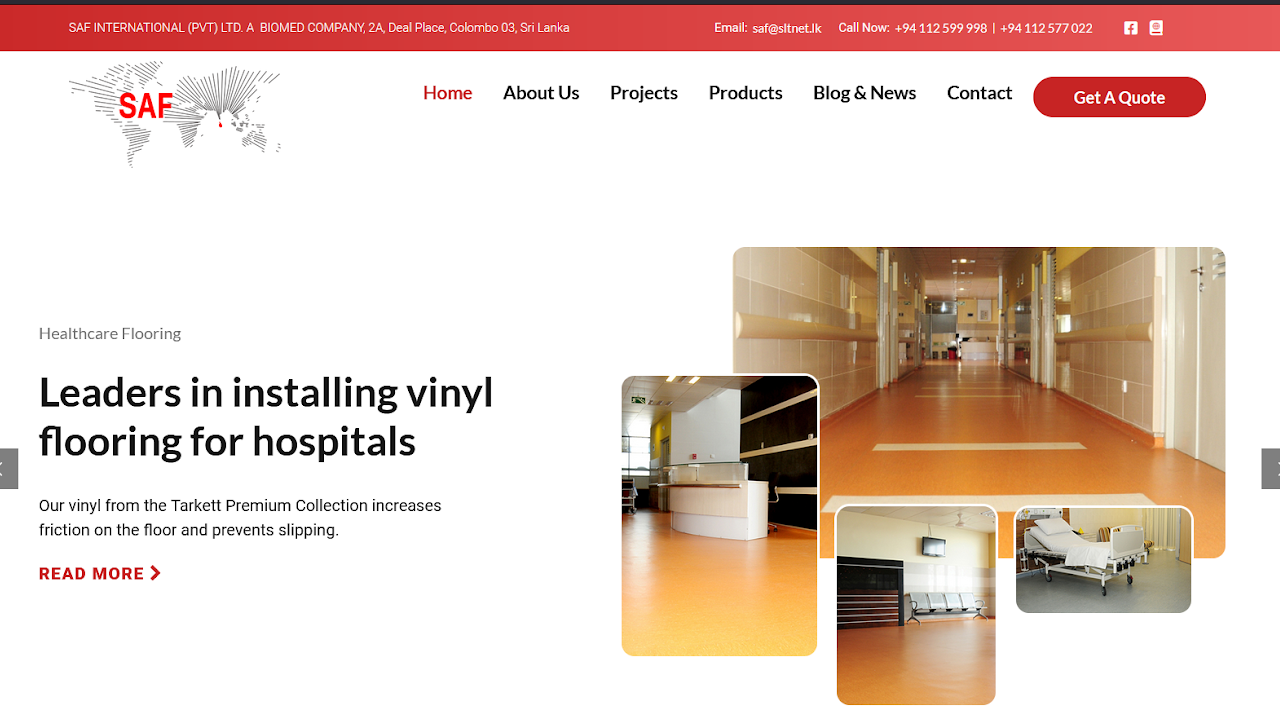 SAF INTERNATIONAL (PVT) LTD. A BIOMED COMPANY, 2A, Deal Place, Colombo 03, Sri Lanka
Email: saf@sltnet.lk Call Now: +94 112 599 998 | +94 112 577 022
SAF
Home About Us Projects Products Blog & News Contact Get A Quote
Healthcare Flooring
Leaders in installing vinyl
flooring for hospitals
Our vinyl from the Tarkett Premium Collection increases
friction on the floor and prevents slipping.
READ MORE